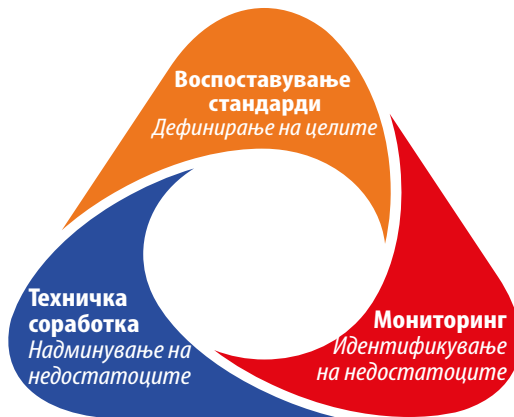 Воспоставување
стандарди
Дефинирање на целите
Техничка
соработка
Надминување на
недостатоците
Мониторинг
Идентификување
на недостатоците